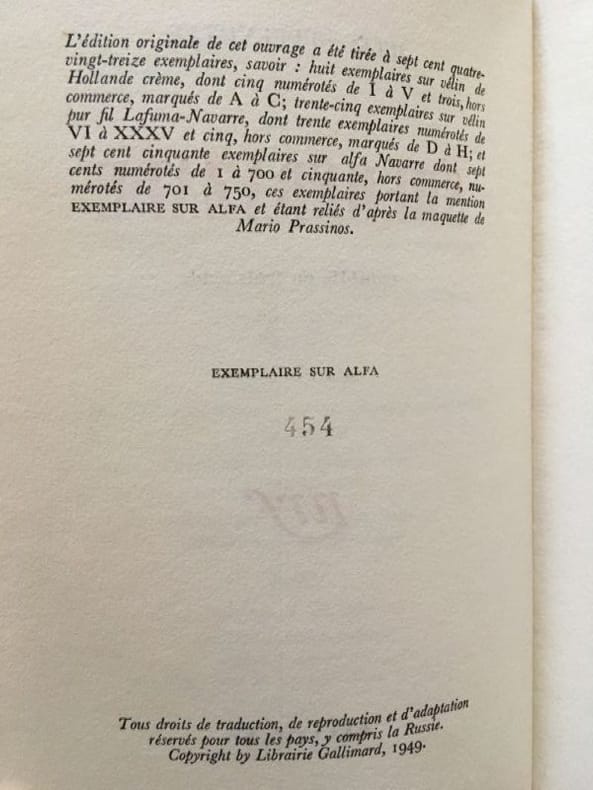 L'édition originale de cet ouvrage a été tirée à sept cent quatre-
vingt-treize exemplaires, savoir : huit exemplaires sur vélin de
Hollande crème, dont cinq numérotés de I à V et trois, hors
commerce, marqués de A à C; trente-cinq exemplaires sur vélin
pur fil Lafuma-Navarre, dont trente exemplaires numérotés de
VI à XXXV et cinq, hors commerce, marqués de D à H; et
sept cent cinquante exemplaires sur alfa Navarre dont sept
cents numérotés de 1 à 700 et cinquante, hors commerce, nu-
mérotés de 701 à 750, ces exemplaires portant la mention
EXEMPLAIRE SUR ALFA et étant reliés d'après la maquette de
Mario Prassinos.
EXEMPLAIRE SUR ALFA
454
nrf
Tous droits de traduction, de reproduction et d'adaptation
réservés pour tous les pays, y compris la Russie.
Copyright by Librairie Gallimard, 1949.